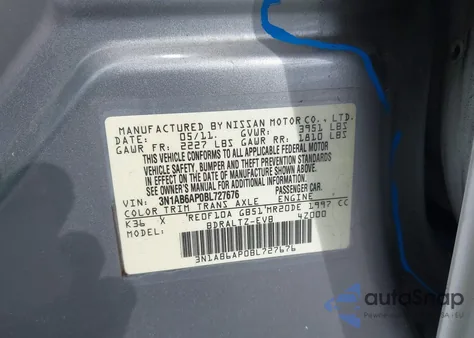 MANUFACTURED BY NISSAN MOTOR CO., LTD.
DATE: 05/11. GVWR: 3951 LBS
GAWR FR: 2227 LBS GAWR RR: 1810 LBS
THIS VEHICLE CONFORMS TO ALL APPLICABLE FEDERAL MOTOR
VEHICLE SAFETY, BUMPER AND THEFT PREVENTION STANDARDS
IN EFFECT ON THE DATE OF MANUFACTURE SHOWN ABOVE.
SEE OWNER'S MANUAL FOR ADDITIONAL INFORMATION.
VIN: 3N1AB6AP0BL727676 PASSENGER CAR.
COLOR TRIM TRANS AXLE ENGINE
K36 X RE0F10A GB51 MR20DE 1997 CC
MODEL: BDRALTZ-EVB 4Z000
3N1AB6AP0BL727676
autoSnap